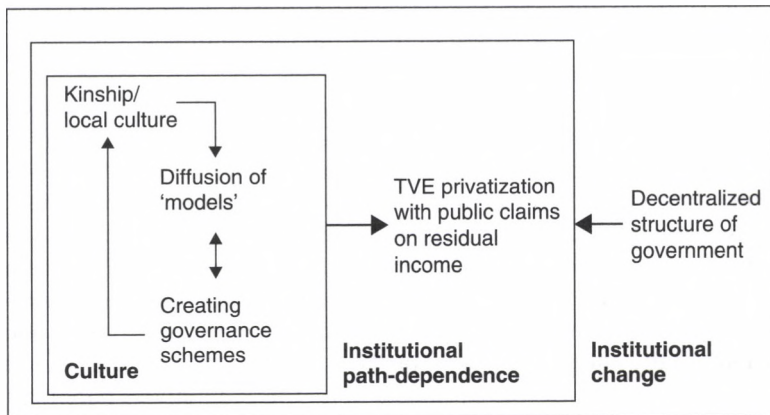 Kinship/
local culture
Diffusion of
'models'
Creating
governance
schemes
Culture
TVE privatization
with public claims
on residual
income
Institutional
path-dependence
Decentralized
structure of
government
Institutional
change